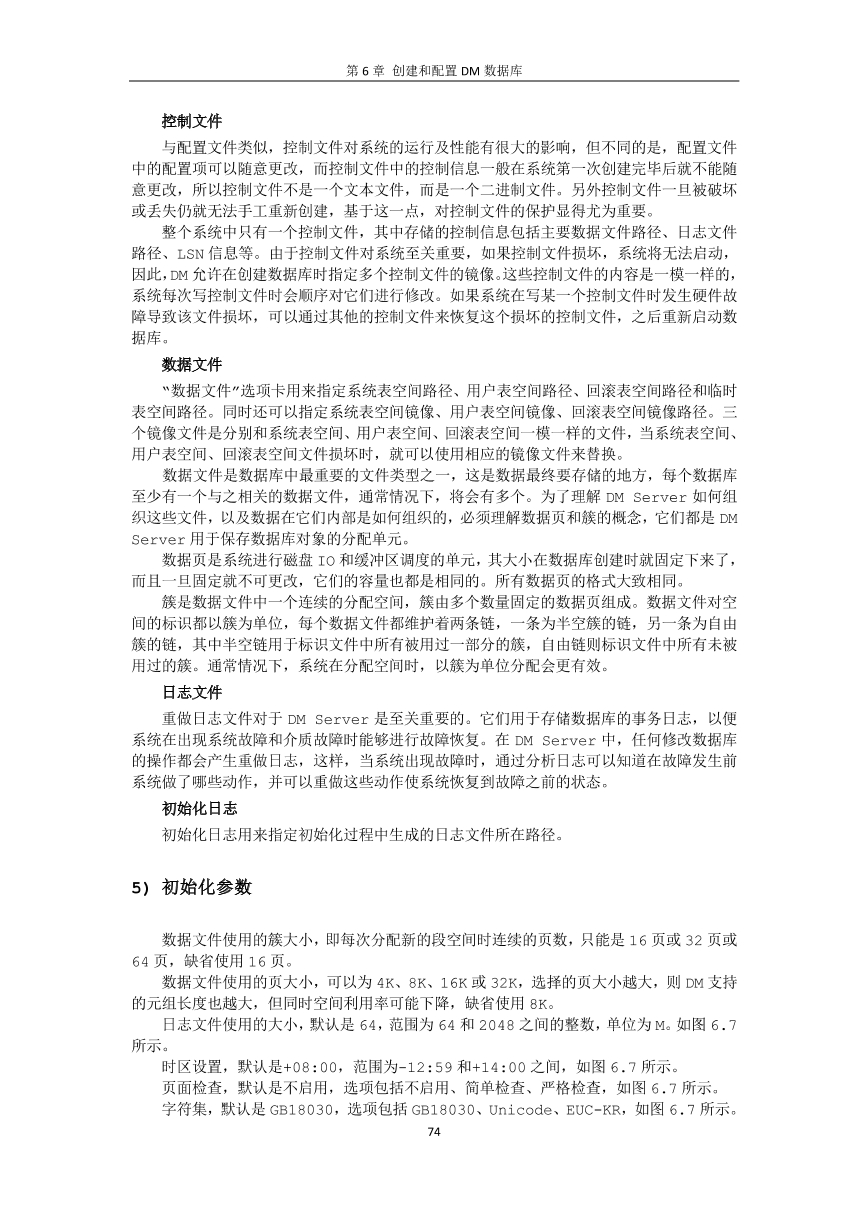 第 6 章 创建和配置 DM 数据库
控制文件
与配置文件类似，控制文件对系统的运行及性能有很大的影响，但不同的是，配置文件
中的配置项可以随意更改，而控制文件中的控制信息一般在系统第一次创建完毕后就不能随
意更改，所以控制文件不是一个文本文件，而是一个二进制文件。另外控制文件一旦被破坏
或丢失仍就无法手工重新创建，基于这一点，对控制文件的保护显得尤为重要。
整个系统中只有一个控制文件，其中存储的控制信息包括主要数据文件路径、日志文件
路径、LSN 信息等。由于控制文件对系统至关重要，如果控制文件损坏，系统将无法启动，
因此，DM 允许在创建数据库时指定多个控制文件的镜像。这些控制文件的内容是一模一样的，
系统每次写控制文件时会顺序对它们进行修改。如果系统在写某一个控制文件时发生硬件故
障导致该文件损坏，可以通过其他的控制文件来恢复这个损坏的控制文件，之后重新启动数
据库。
数据文件
“数据文件”选项卡用来指定系统表空间路径、用户表空间路径、回滚表空间路径和临时
表空间路径。同时还可以指定系统表空间镜像、用户表空间镜像、回滚表空间镜像路径。三
个镜像文件是分别和系统表空间、用户表空间、回滚表空间一模一样的文件，当系统表空间、
用户表空间、回滚表空间文件损坏时，就可以使用相应的镜像文件来替换。
数据文件是数据库中最重要的文件类型之一，这是数据最终要存储的地方，每个数据库
至少有一个与之相关的数据文件，通常情况下，将会有多个。为了理解 DM Server 如何组
织这些文件，以及数据在它们内部是如何组织的，必须理解数据页和簇的概念，它们都是 DM
Server 用于保存数据库对象的分配单元。
数据页是系统进行磁盘 IO 和缓冲区调度的单元，其大小在数据库创建时就固定下来了，
而且一旦固定就不可更改，它们的容量也都是相同的。所有数据页的格式大致相同。
簇是数据文件中一个连续的分配空间，簇由多个数量固定的数据页组成。数据文件对空
间的标识都以簇为单位，每个数据文件都维护着两条链，一条为半空簇的链，另一条为自由
簇的链，其中半空链用于标识文件中所有被用过一部分的簇，自由链则标识文件中所有未被
用过的簇。通常情况下，系统在分配空间时，以簇为单位分配会更有效。
日志文件
重做日志文件对于 DM Server 是至关重要的。它们用于存储数据库的事务日志，以便
系统在出现系统故障和介质故障时能够进行故障恢复。在 DM Server 中，任何修改数据库
的操作都会产生重做日志，这样，当系统出现故障时，通过分析日志可以知道在故障发生前
系统做了哪些动作，并可以重做这些动作使系统恢复到故障之前的状态。
初始化日志
初始化日志用来指定初始化过程中生成的日志文件所在路径。
5) 初始化参数
数据文件使用的簇大小，即每次分配新的段空间时连续的页数，只能是 16 页或 32 页或
64 页，缺省使用 16 页。
数据文件使用的页大小，可以为 4K、8K、16K 或 32K，选择的页大小越大，则 DM 支持
的元组长度也越大，但同时空间利用率可能下降，缺省使用 8K。
日志文件使用的大小，默认是 64，范围为 64 和 2048 之间的整数，单位为 M。如图 6.7
所示。
时区设置，默认是+08:00，范围为-12:59 和+14:00 之间，如图 6.7 所示。
页面检查，默认是不启用，选项包括不启用、简单检查、严格检查，如图 6.7 所示。
字符集，默认是 GB18030，选项包括 GB18030、Unicode、EUC-KR，如图 6.7 所示。
74